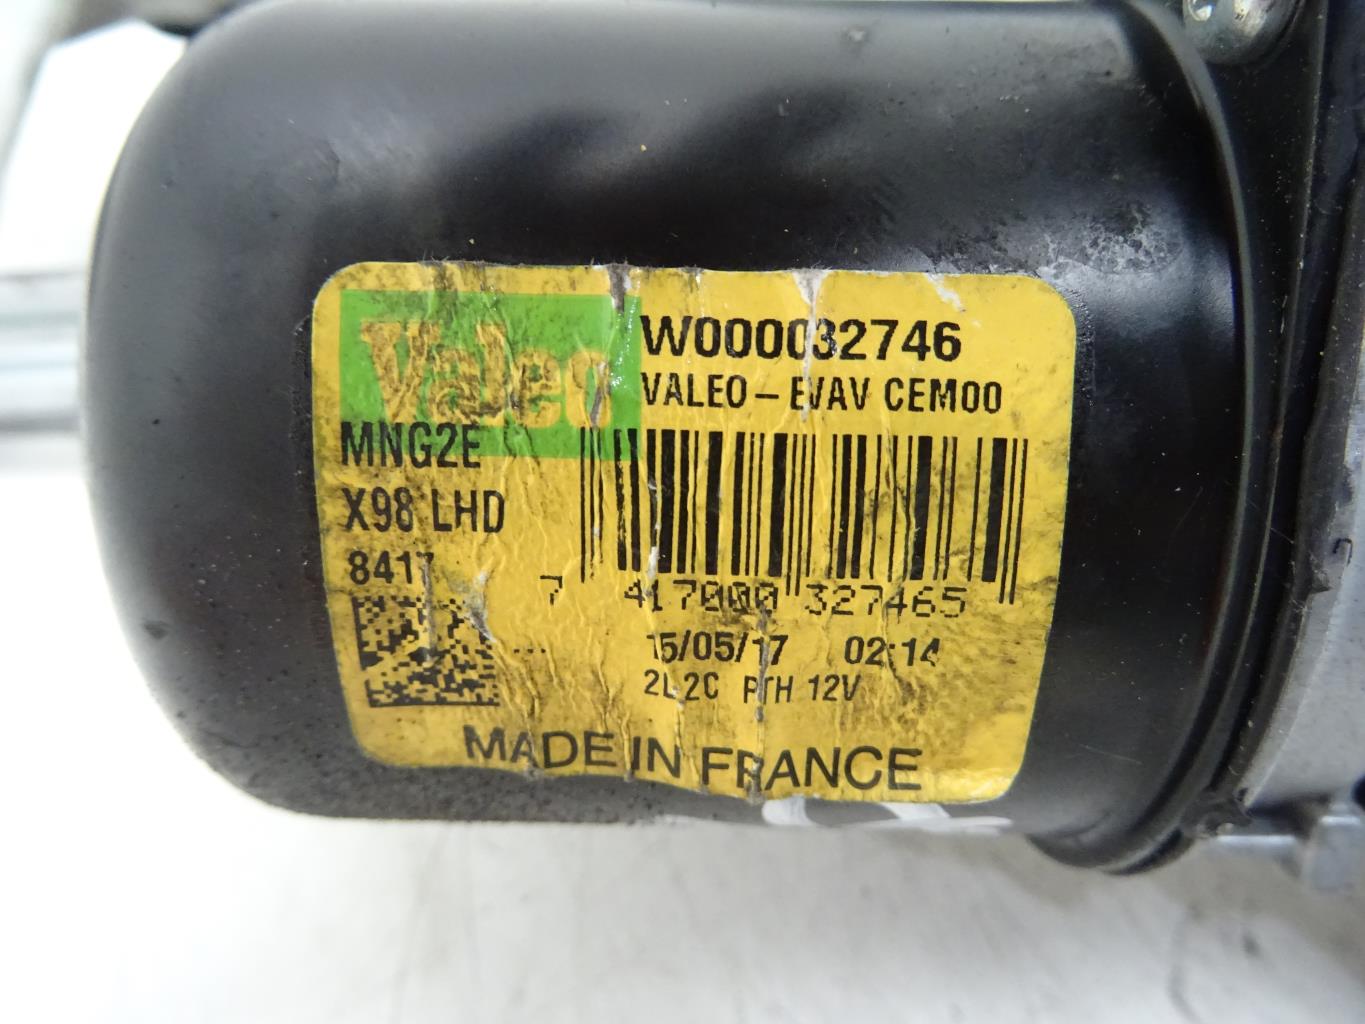 Valeo
W000032746
VALEO - EVAV CEM00
MNG2E
X98 LHD
8417
7 417000 327465
15/05/17 02:14
2L2C PTH 12V
MADE IN FRANCE